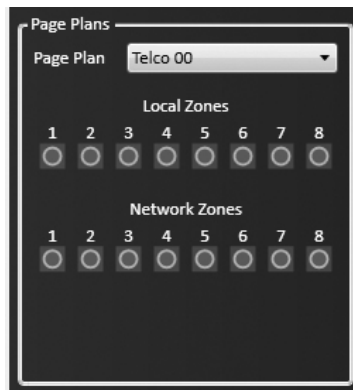 Page Plans
Page Plan Telco 00
Local Zones
1 2 3 4 5 6 7 8
Network Zones
1 2 3 4 5 6 7 8